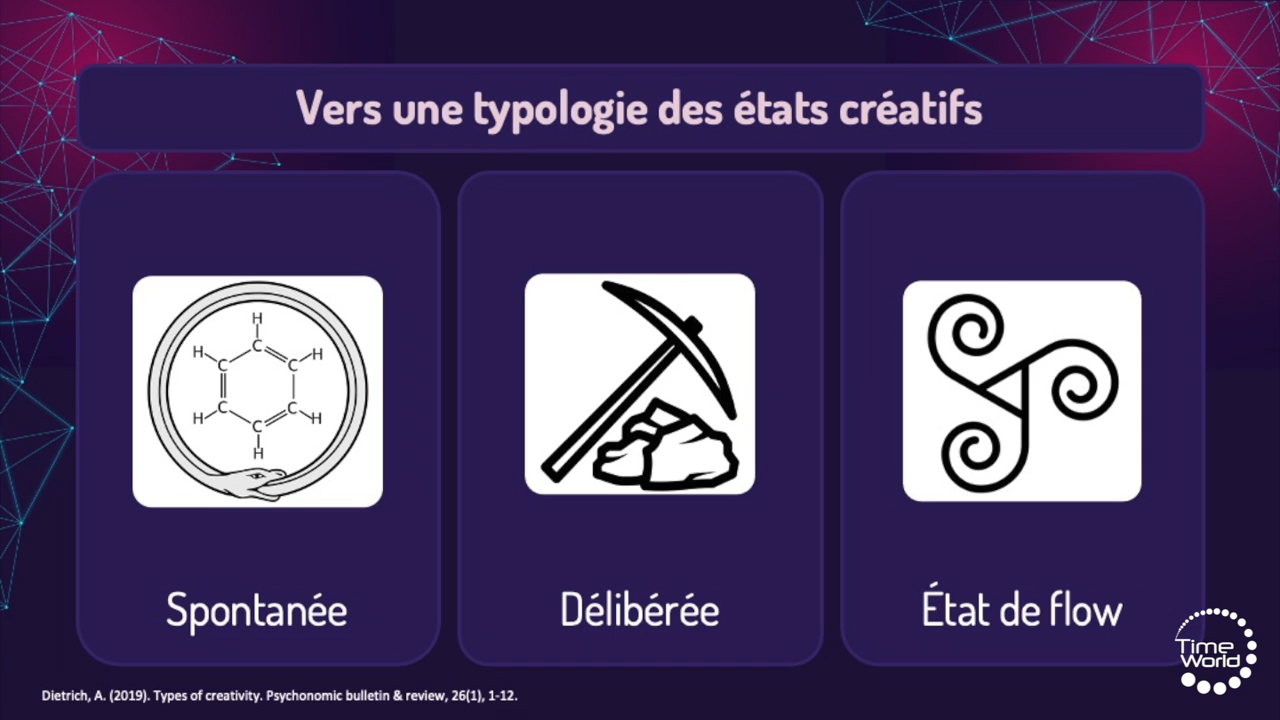 Vers une typologie des états créatifs
H
H C H
C C
C C
H C H
H
Spontanée
Délibérée
État de flow
Time
World
Dietrich, A. (2019). Types of creativity. Psychonomic bulletin & review, 26(1), 1-12.